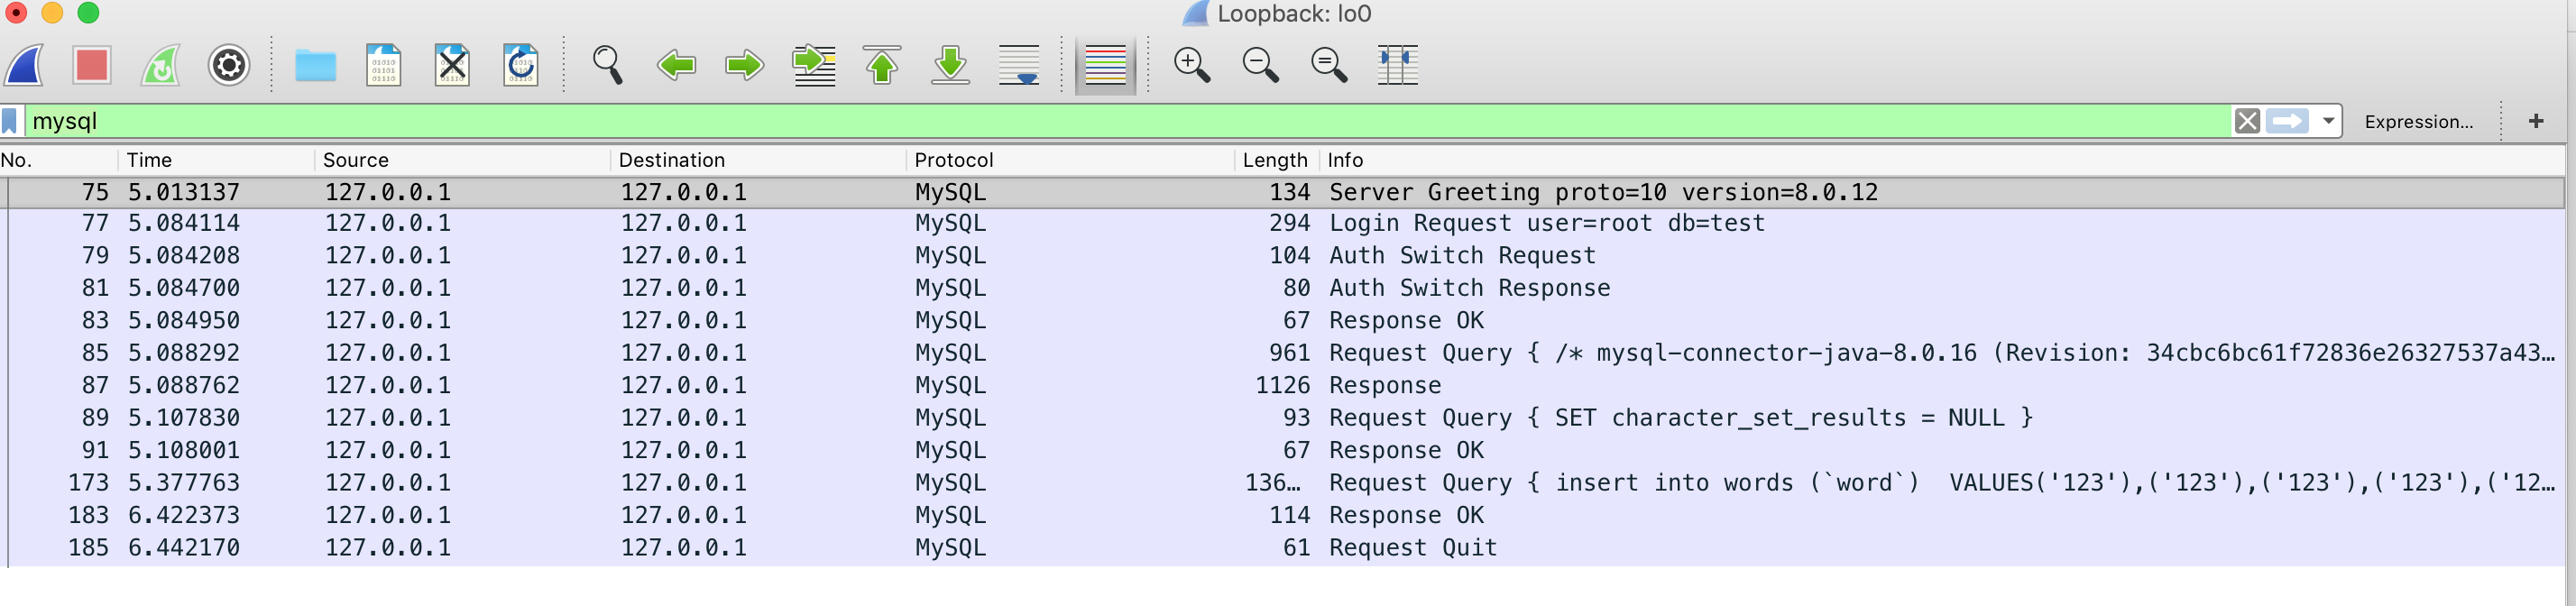 Loopback: lo0
mysql
Expression...
+
No. Time Source Destination Protocol Length Info
75 5.013137 127.0.0.1 127.0.0.1 MySQL 134 Server Greeting proto=10 version=8.0.12
77 5.084114 127.0.0.1 127.0.0.1 MySQL 294 Login Request user=root db=test
79 5.084208 127.0.0.1 127.0.0.1 MySQL 104 Auth Switch Request
81 5.084700 127.0.0.1 127.0.0.1 MySQL 80 Auth Switch Response
83 5.084950 127.0.0.1 127.0.0.1 MySQL 67 Response OK
85 5.088292 127.0.0.1 127.0.0.1 MySQL 961 Request Query { /* mysql-connector-java-8.0.16 (Revision: 34cbc6bc61f72836e26327537a43…
87 5.088762 127.0.0.1 127.0.0.1 MySQL 1126 Response
89 5.107830 127.0.0.1 127.0.0.1 MySQL 93 Request Query { SET character_set_results = NULL }
91 5.108001 127.0.0.1 127.0.0.1 MySQL 67 Response OK
173 5.377763 127.0.0.1 127.0.0.1 MySQL 136… Request Query { insert into words (`word`)  VALUES('123'),('123'),('123'),('123'),('12…
183 6.422373 127.0.0.1 127.0.0.1 MySQL 114 Response OK
185 6.442170 127.0.0.1 127.0.0.1 MySQL 61 Request Quit